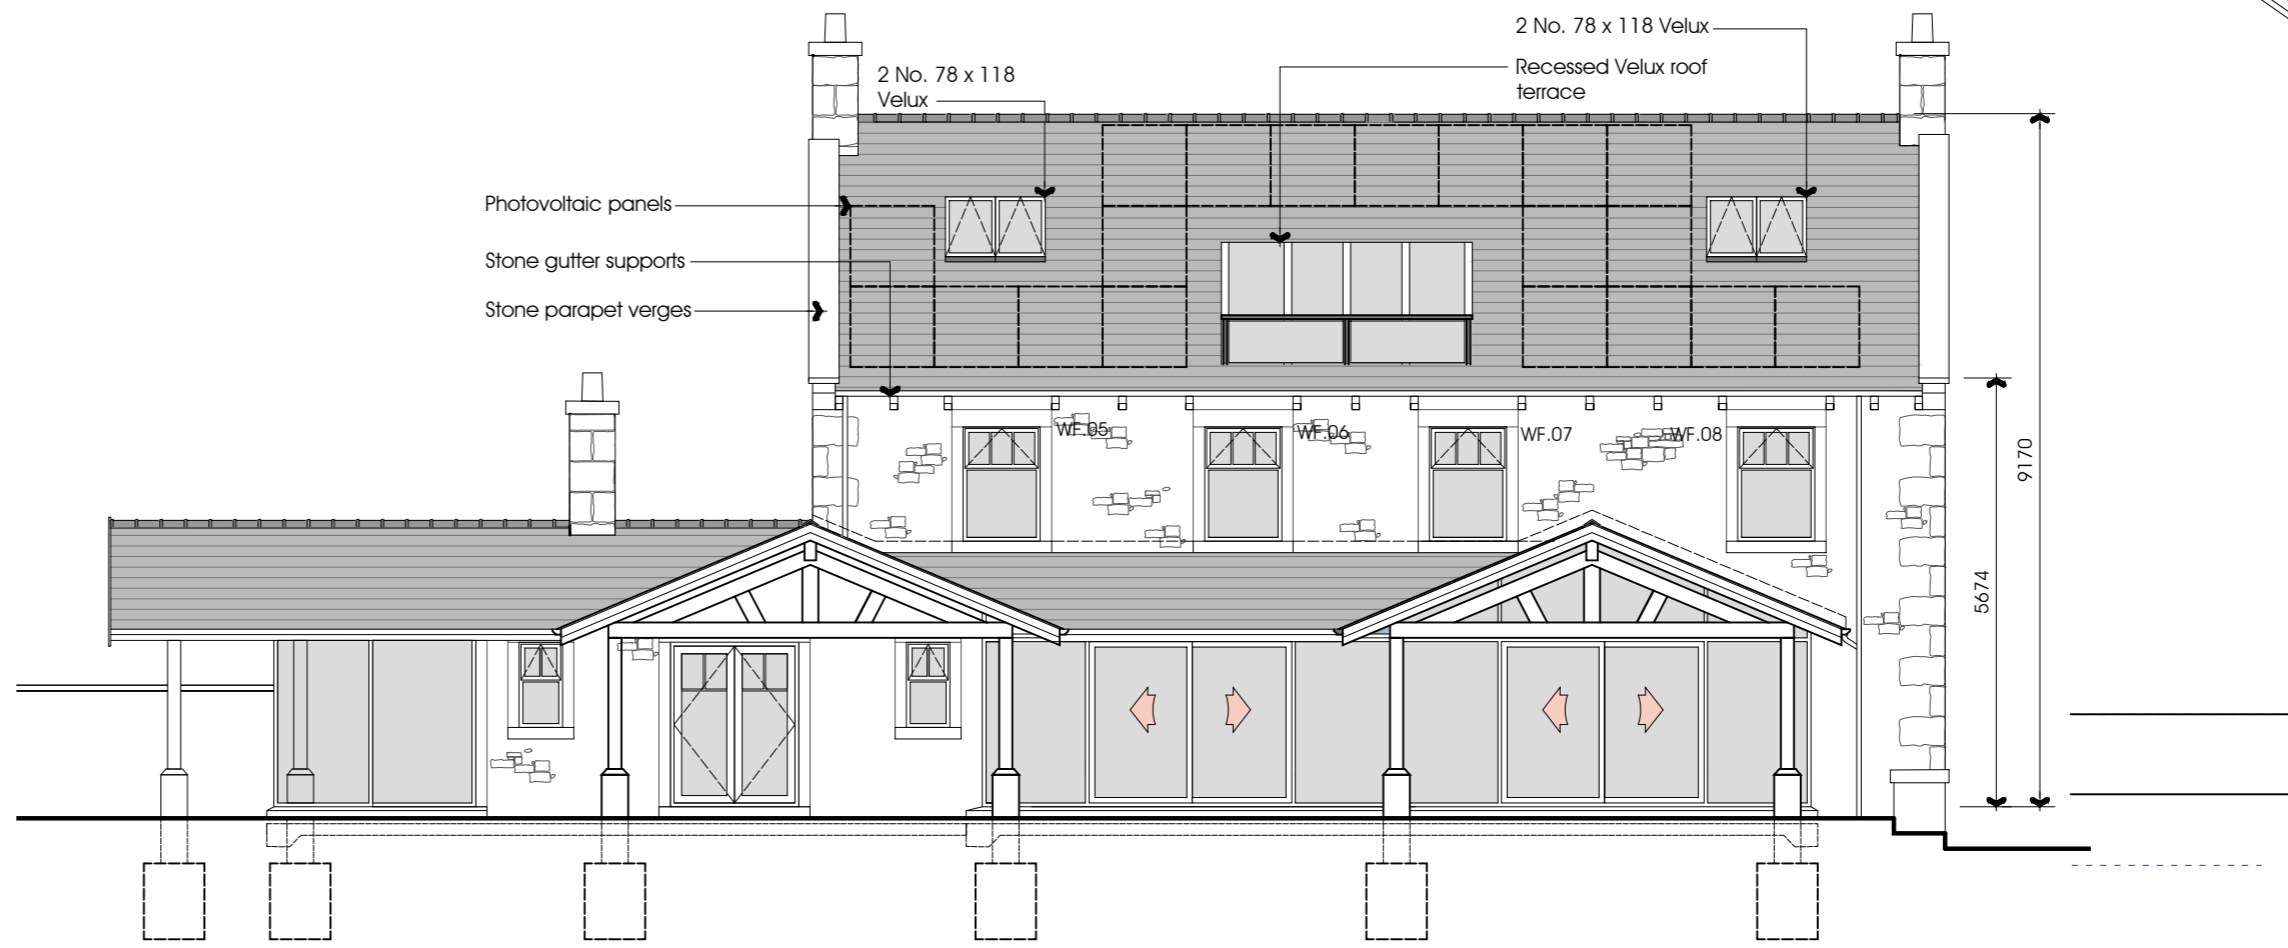 2 No. 78 x 118 Velux
Recessed Velux roof
terrace
2 No. 78 x 118
Velux
Photovoltaic panels
Stone gutter supports
Stone parapet verges
WF.05
WF.06
WF.07
WF.08
9170
5674